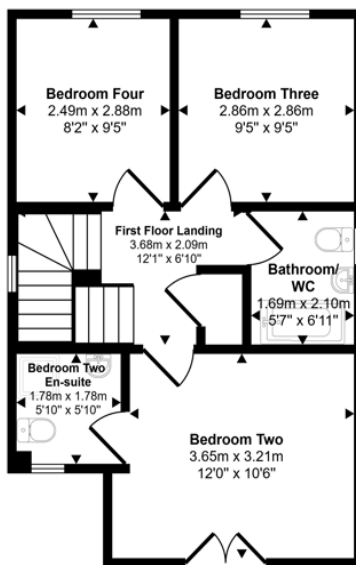 Bedroom Four
2.49m x 2.88m
8'2" x 9'5"
Bedroom Three
2.86m x 2.86m
9'5" x 9'5"
First Floor Landing
3.68m x 2.09m
12'1" x 6'10"
Bathroom/
WC
1.69m x 2.10m
5'7" x 6'11"
Bedroom Two
En-suite
1.78m x 1.78m
5'10" x 5'10"
Bedroom Two
3.65m x 3.21m
12'0" x 10'6"